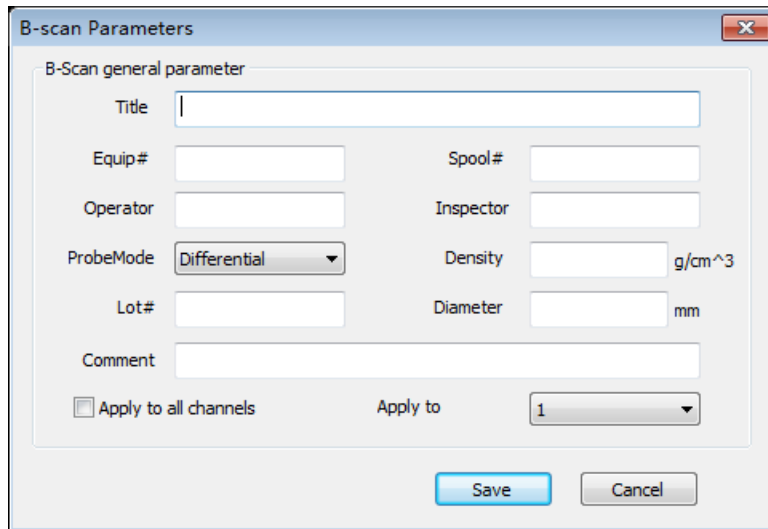 B-scan Parameters
B-Scan general parameter
Title
Equip# Spool#
Operator Inspector
ProbeMode Differential Density g/cm^3
Lot# Diameter mm
Comment
Apply to all channels Apply to 1
Save Cancel